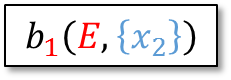 b₁(E, {x₂})